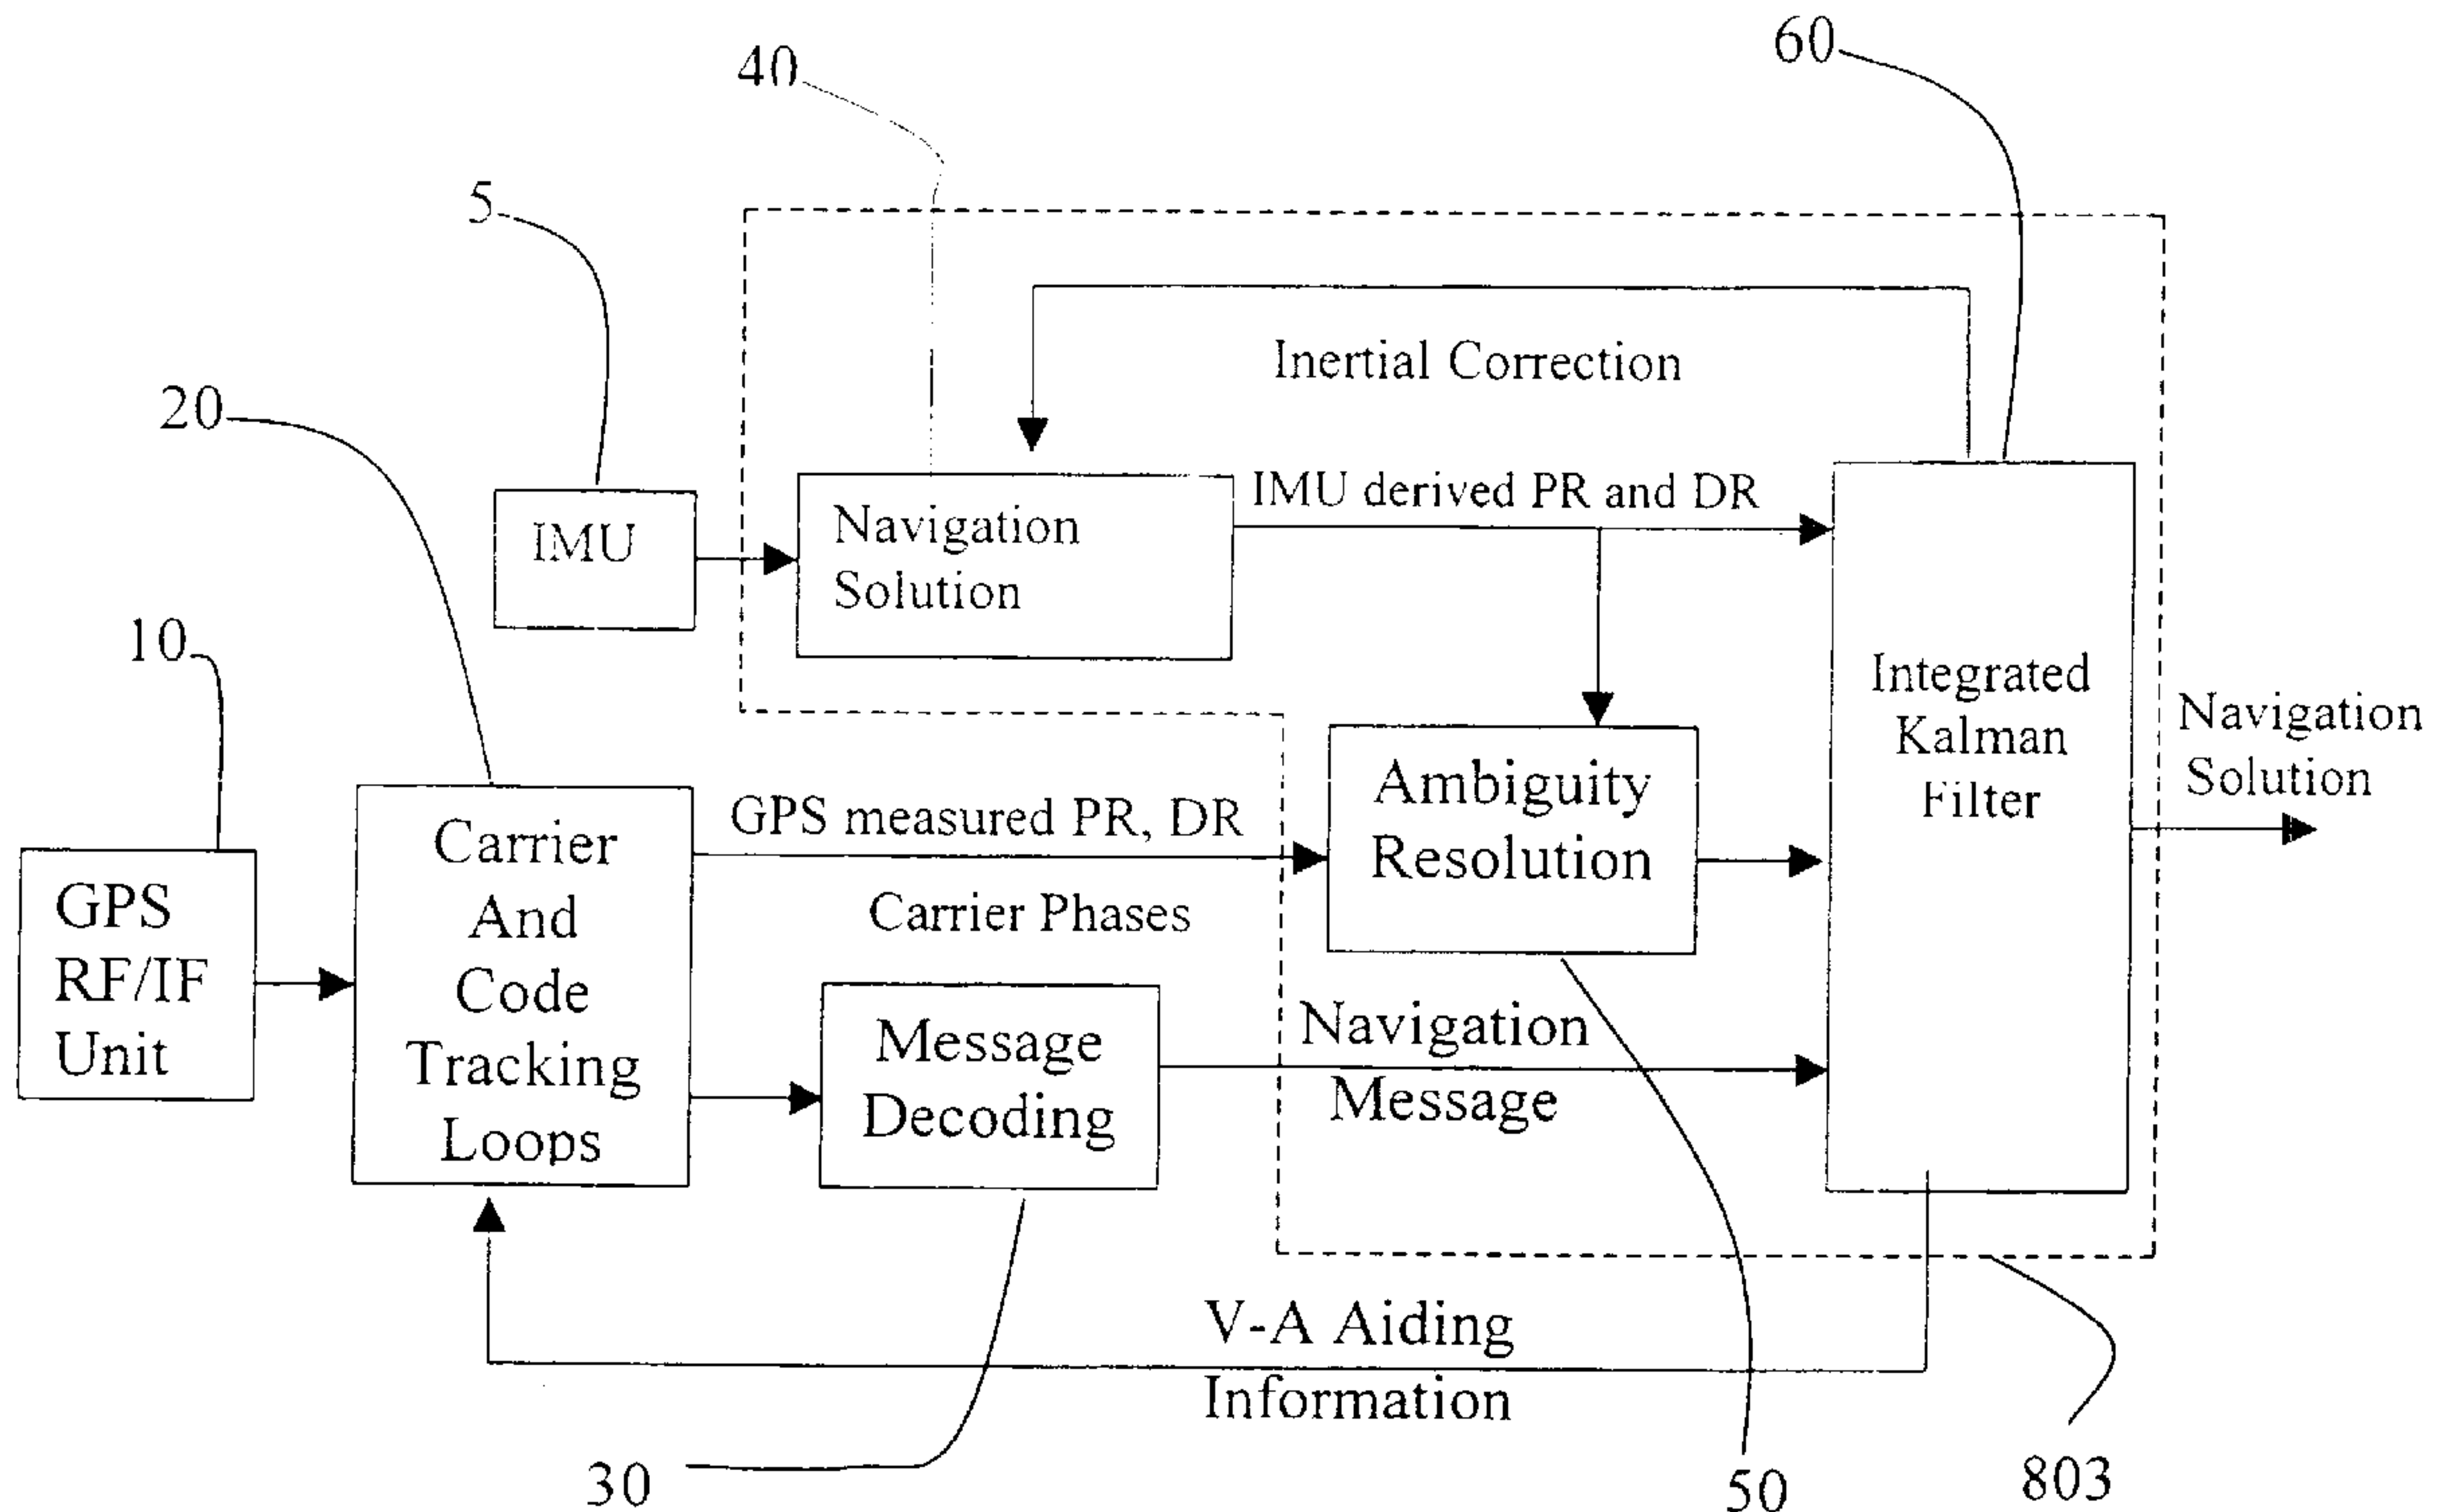 60
40
5
Inertial Correction
20
IMU derived PR and DR
IMU
Navigation
Solution
10
Integrated
Kalman
Filter
Navigation
Solution
Ambiguity
Resolution
GPS measured PR, DR
Carrier Phases
Carrier
And
Code
Tracking
Loops
GPS
RF/IF
Unit
Message
Decoding
Navigation
Message
V-A Aiding
Information
30
50
803